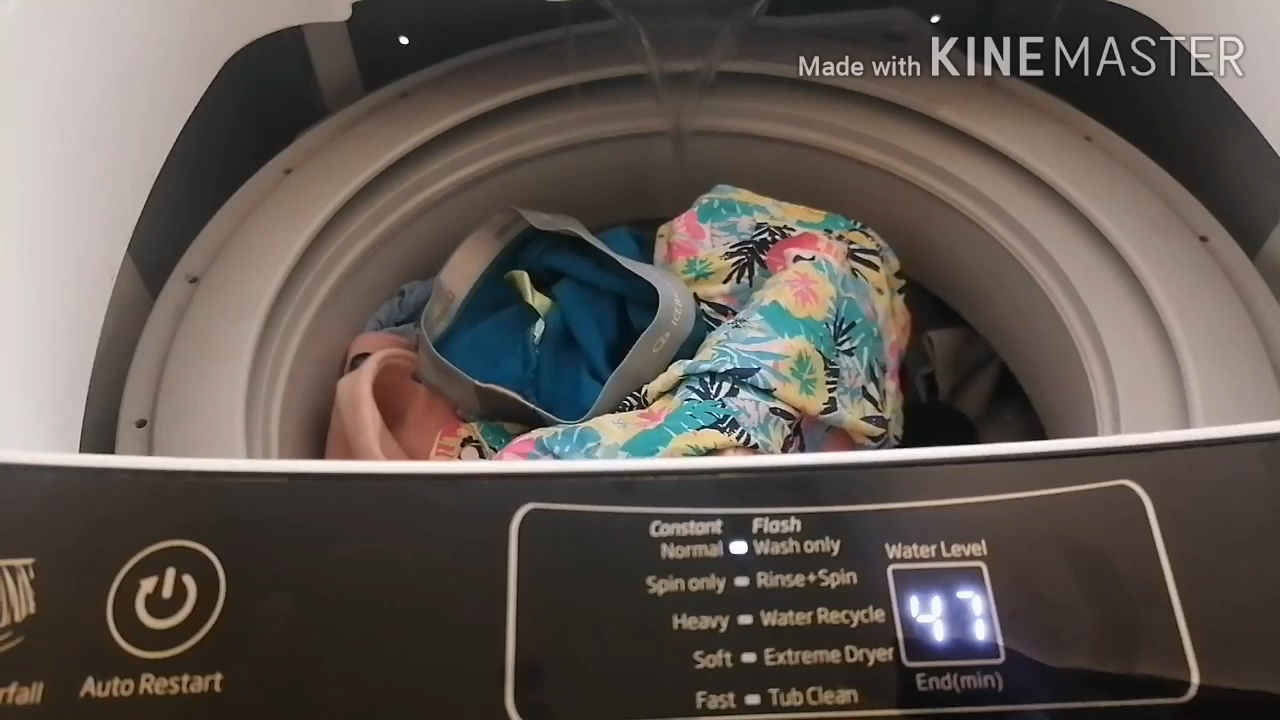 Made with KINEMASTER
Constant Flash
Normal Wash only
Spin only Rinse+Spin
Heavy Water Recycle
Soft Extreme Dryer
Fast Tub Clean
Water Level
47
End(min)
Auto Restart